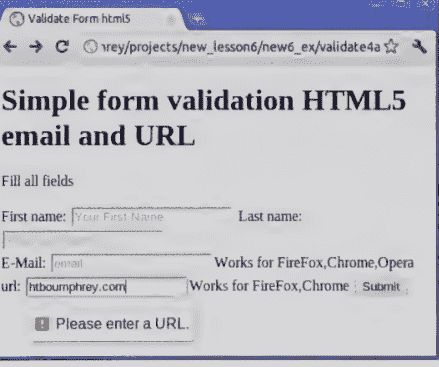 Validate Form html5
rey/projects/new_lesson6/new6_ex/validate4a
Simple form validation HTML5
email and URL
Fill all fields
First name: Your First Name Last name:
E-Mail: email Works for FireFox,Chrome,Opera
url: htboumphrey.com Works for FireFox,Chrome Submit
Please enter a URL.